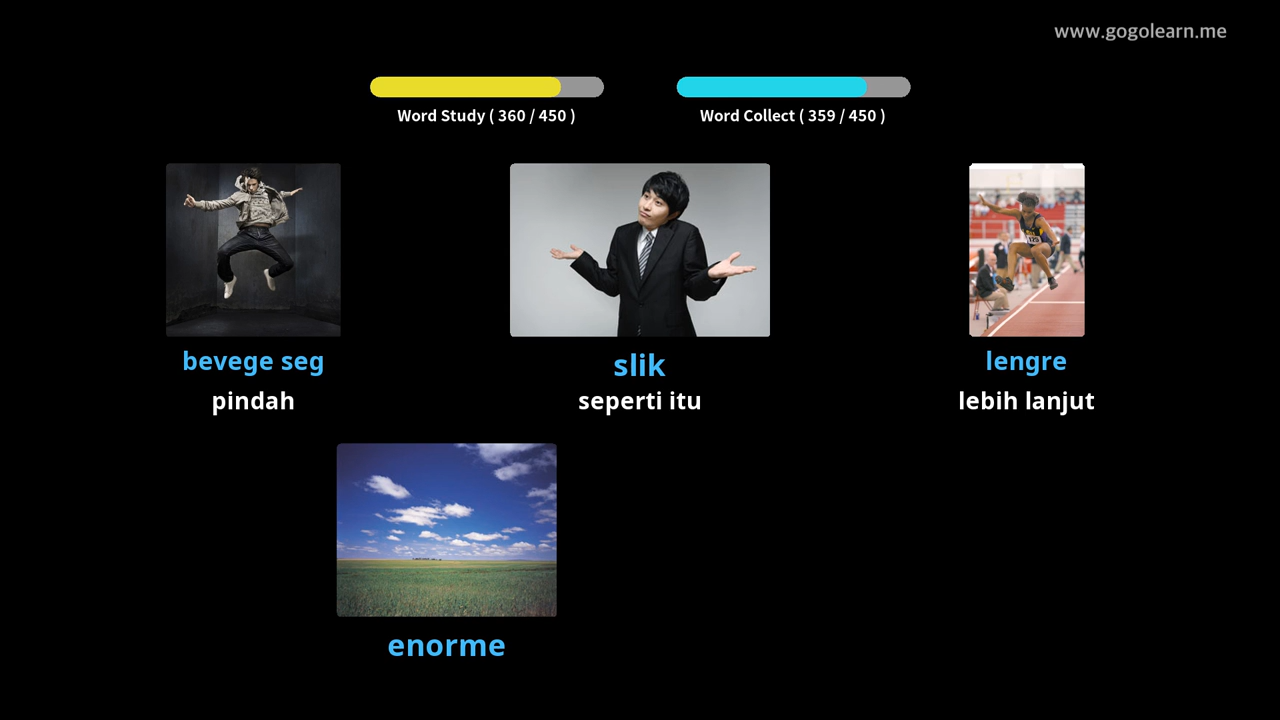 www.gogolearn.me
Word Study ( 360 / 450 )
Word Collect ( 359 / 450 )
bevege seg
slik
lengre
pindah
seperti itu
lebih lanjut
enorme